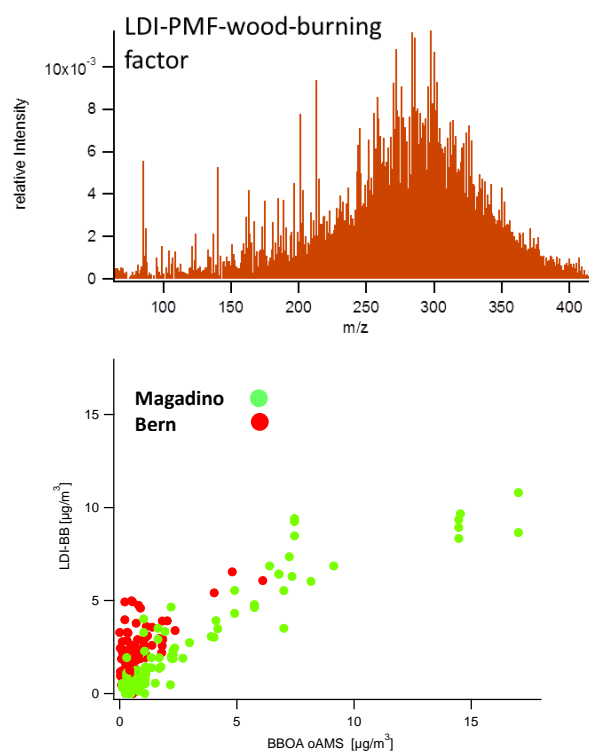 LDI-PMF-wood-burning
factor
10x10⁻³
8
6
4
2
0
relative Intensity
100 150 200 250 300 350 400
m/z
Magadino
Bern
15
10
5
0
LDI-BB [µg/m³]
0 5 10 15
BBOA oAMS [µg/m³]